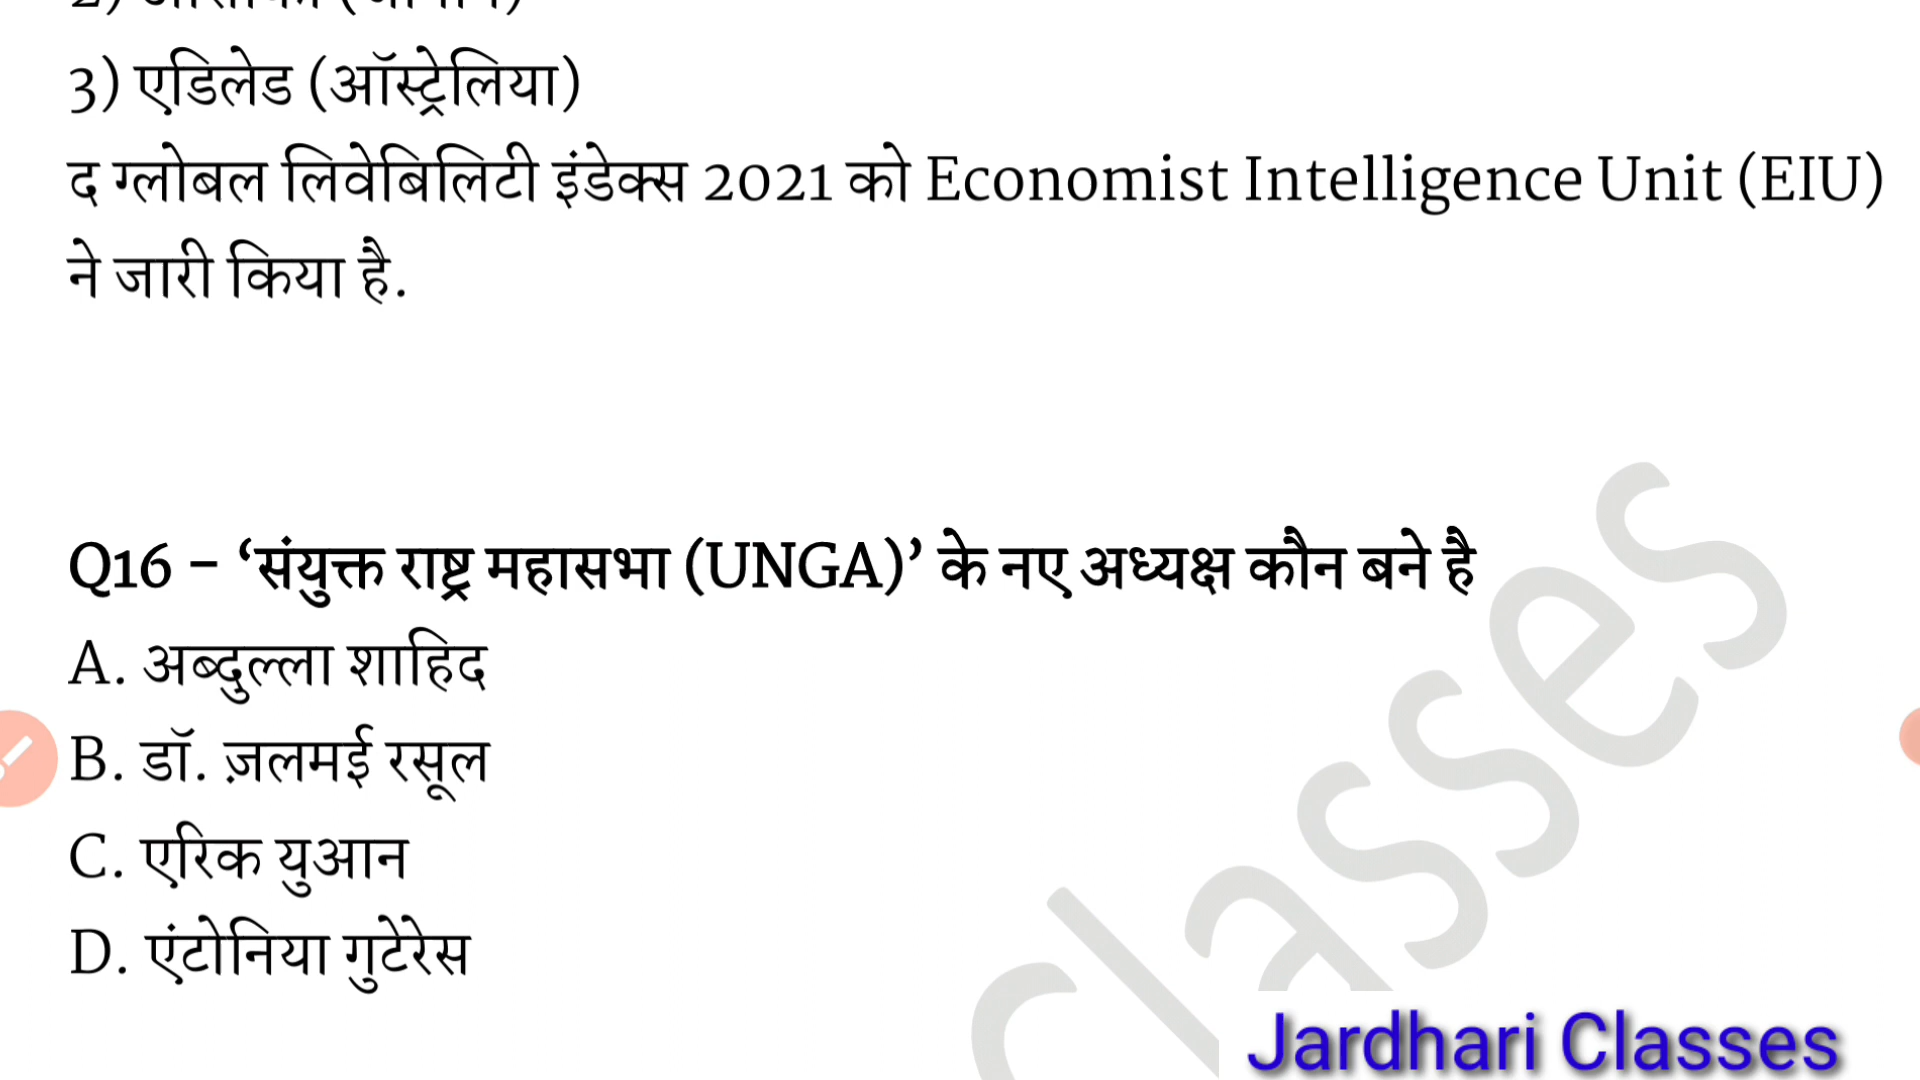 3) एडिलेड (ऑस्ट्रेलिया)
द ग्लोबल लिवेबिलिटी इंडेक्स 2021 को Economist Intelligence Unit (EIU)
ने जारी किया है.
Q16 – ‘संयुक्त राष्ट्र महासभा (UNGA)’ के नए अध्यक्ष कौन बने है
A. अब्दुल्ला शाहिद
B. डॉ. ज़लमई रसूल
C. एरिक युआन
D. एंटोनिया गुटेरेस
Classes
Jardhari Classes